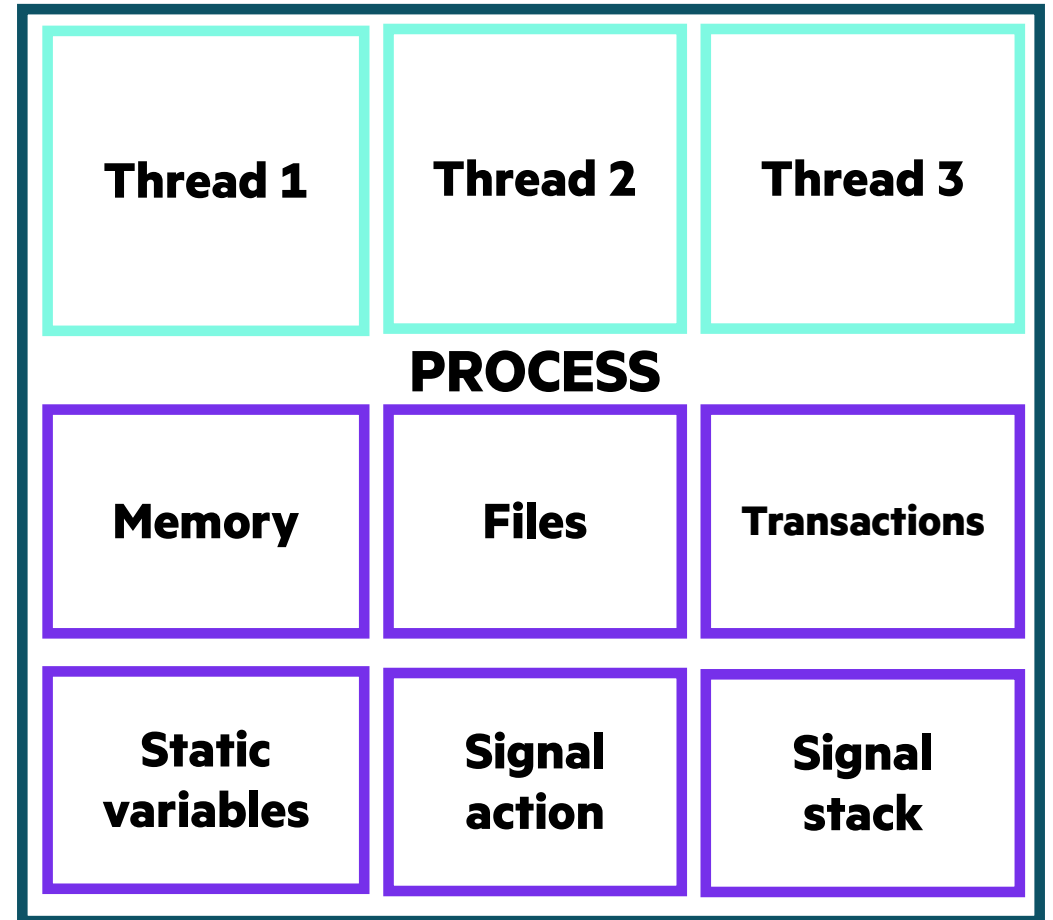 Thread 1
Thread 2
Thread 3
PROCESS
Memory
Files
Transactions
Static
variables
Signal
action
Signal
stack